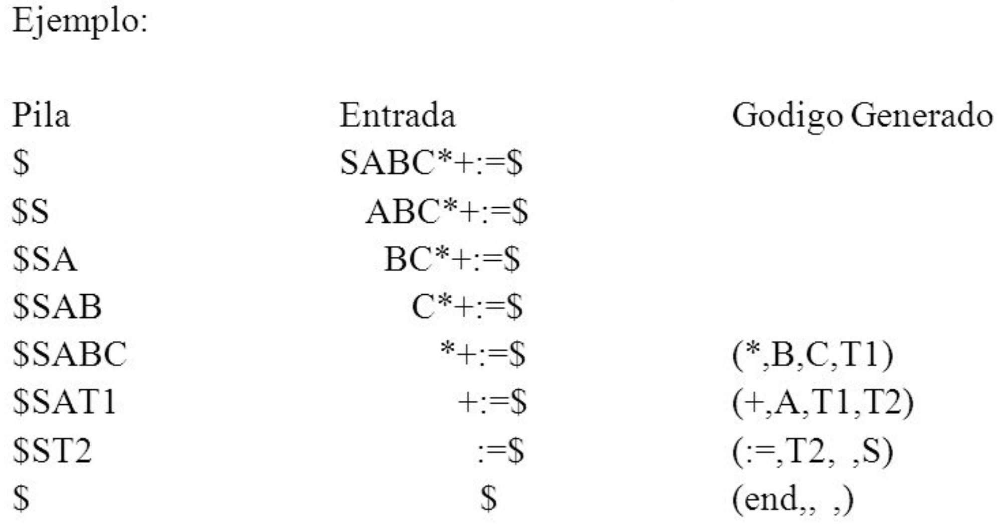 Ejemplo:
Pila Entrada Godigo Generado
$ SABC*+:=$
$S ABC*+:=$
$SA BC*+:=$
$SAB C*+:=$
$SABC *+:=$ (*,B,C,T1)
$SAT1 +:=$ (+,A,T1,T2)
$ST2 :=$ (:=,T2, ,S)
$ $ (end,, ,)